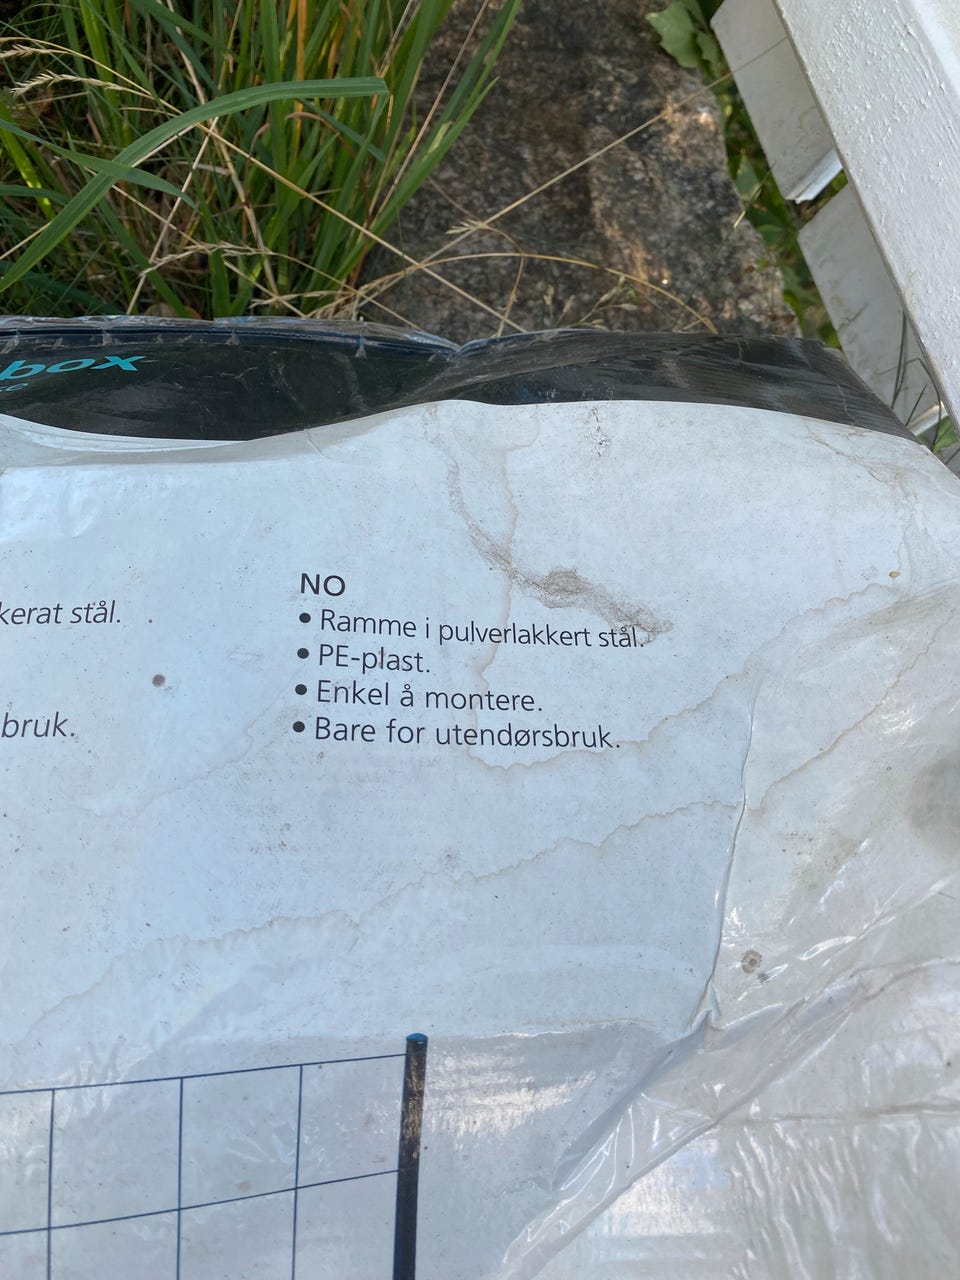 box
kerat stål.
bruk.
NO
• Ramme i pulverlakkert stål.
• PE-plast.
• Enkel å montere.
• Bare for utendørsbruk.